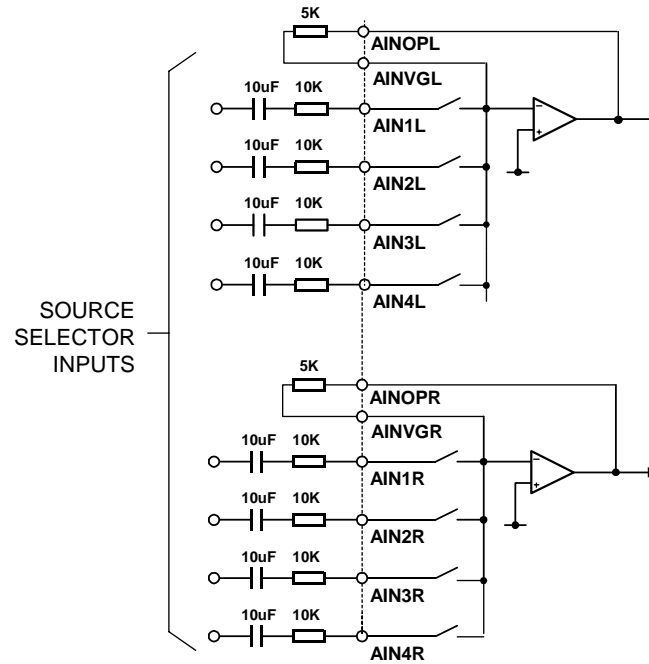 5K
AINOPL
AINVGL
10uF 10K
AIN1L
10uF 10K
AIN2L
10uF 10K
AIN3L
10uF 10K
AIN4L
SOURCE
SELECTOR
INPUTS
5K
AINOPR
AINVGR
10uF 10K
AIN1R
10uF 10K
AIN2R
10uF 10K
AIN3R
10uF 10K
AIN4R